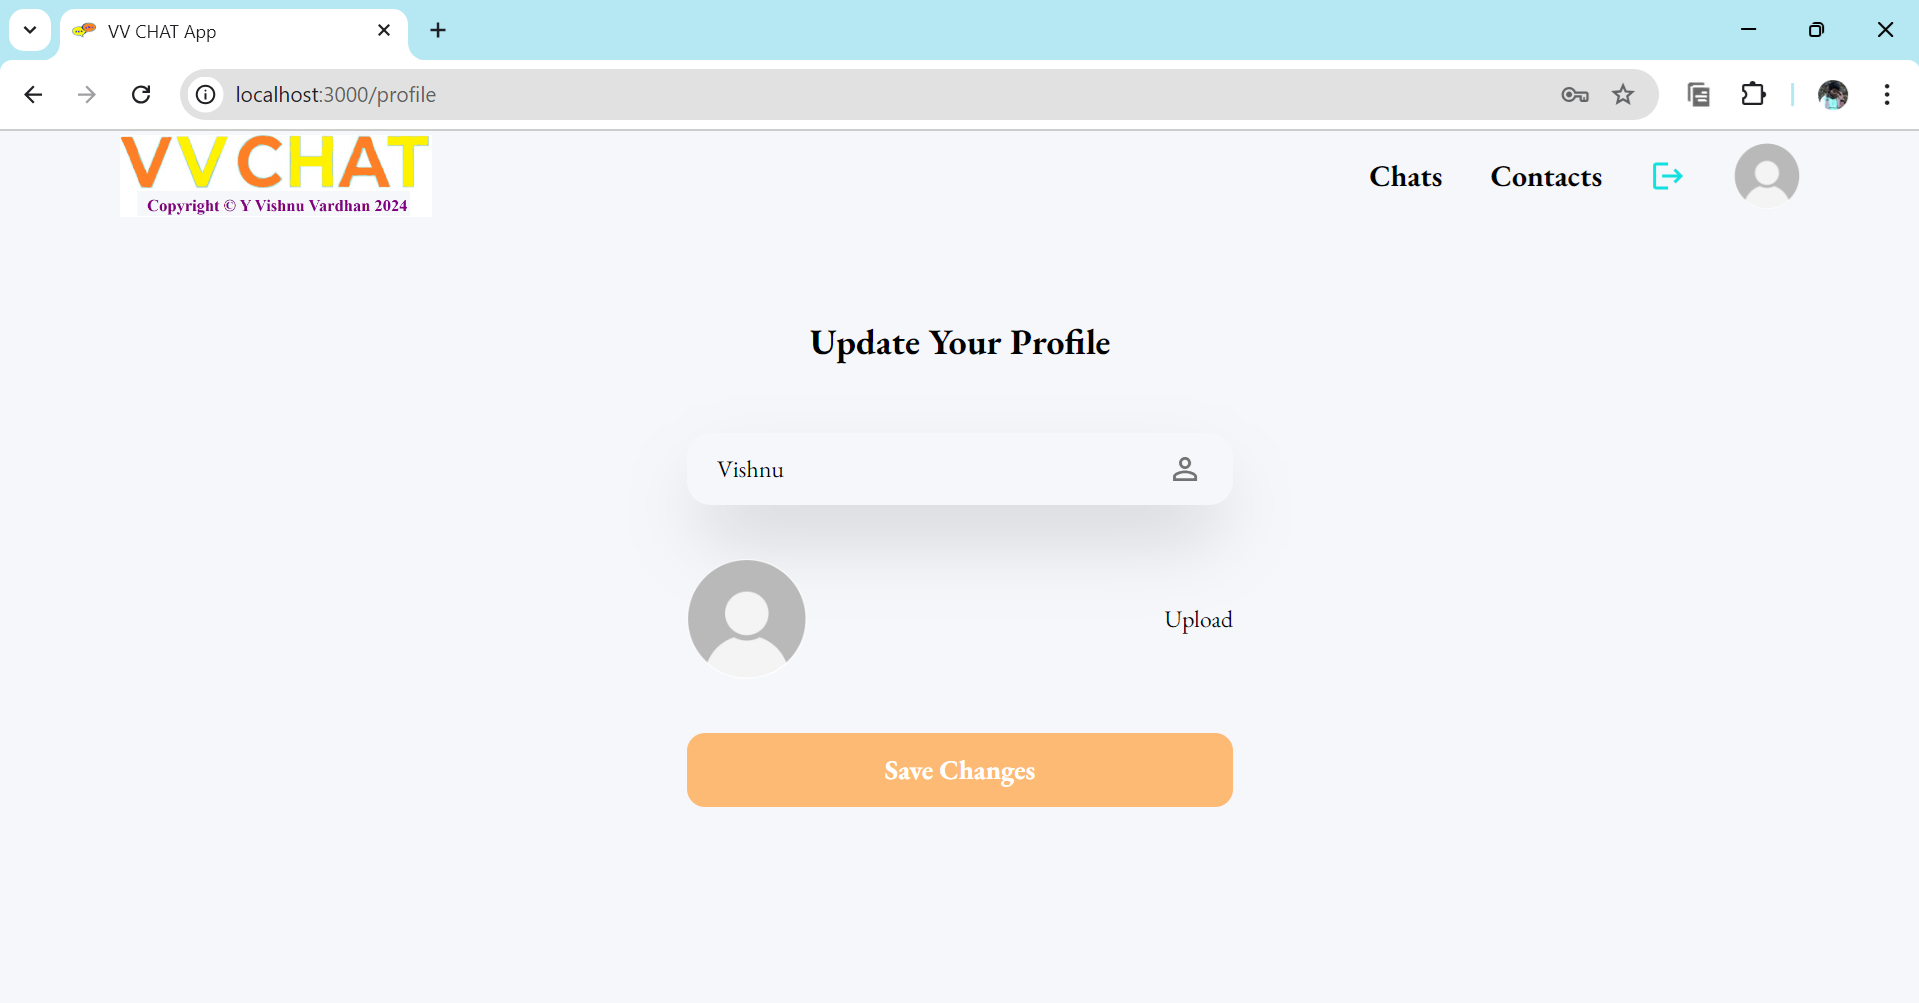 VV CHAT App
localhost:3000/profile
VVCHAT
Copyright © Y Vishnu Vardhan 2024
Chats
Contacts
Update Your Profile
Vishnu
Upload
Save Changes